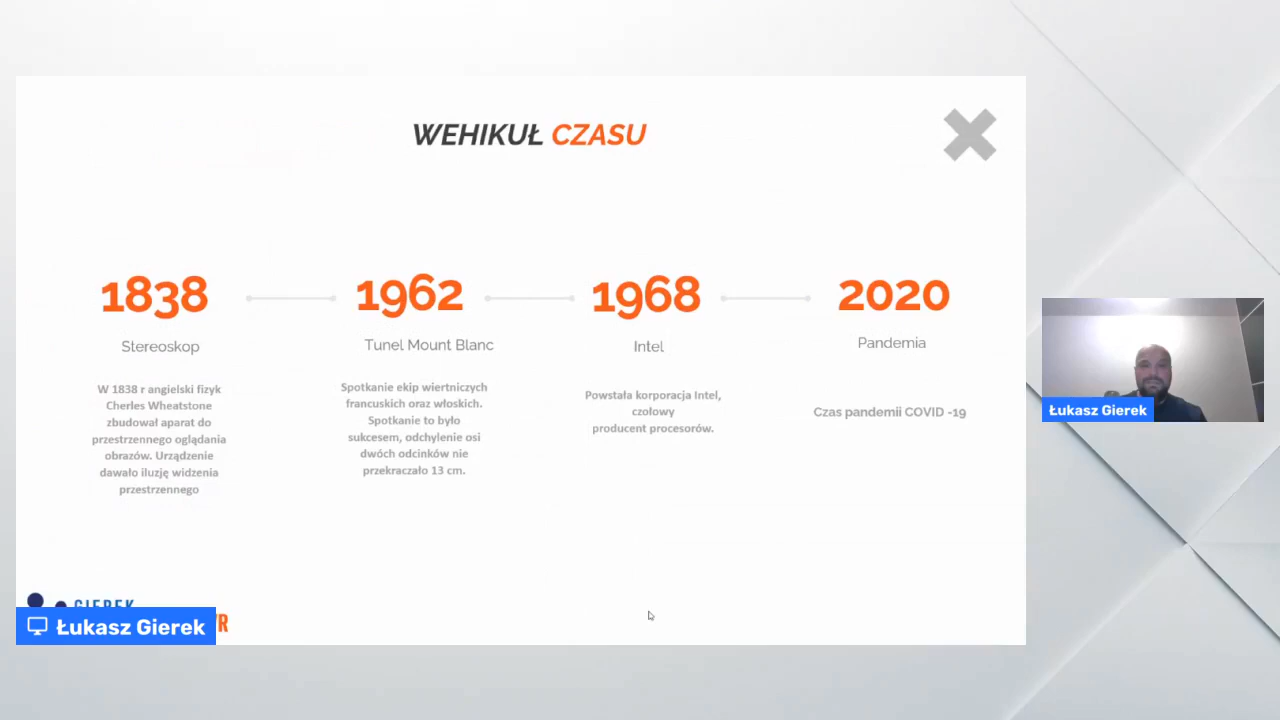 WEHIKUŁ CZASU
1838
Stereoskop
W 1838 r angielski fizyk
Cherles Wheatstone
zbudował aparat do
przestrzennego oglądania
obrazów. Urządzenie
dawało iluzję widzenia
przestrzennego
1962
Tunel Mount Blanc
Spotkanie ekip wiertniczych
francuskich oraz włoskich.
Spotkanie to było
sukcesem, odchylenie osi
dwóch odcinków nie
przekraczało 13 cm.
1968
Intel
Powstała korporacja Intel,
czołowy
producent procesorów.
2020
Pandemia
Czas pandemii COVID -19
Łukasz Gierek
GIEREK
Łukasz Gierek